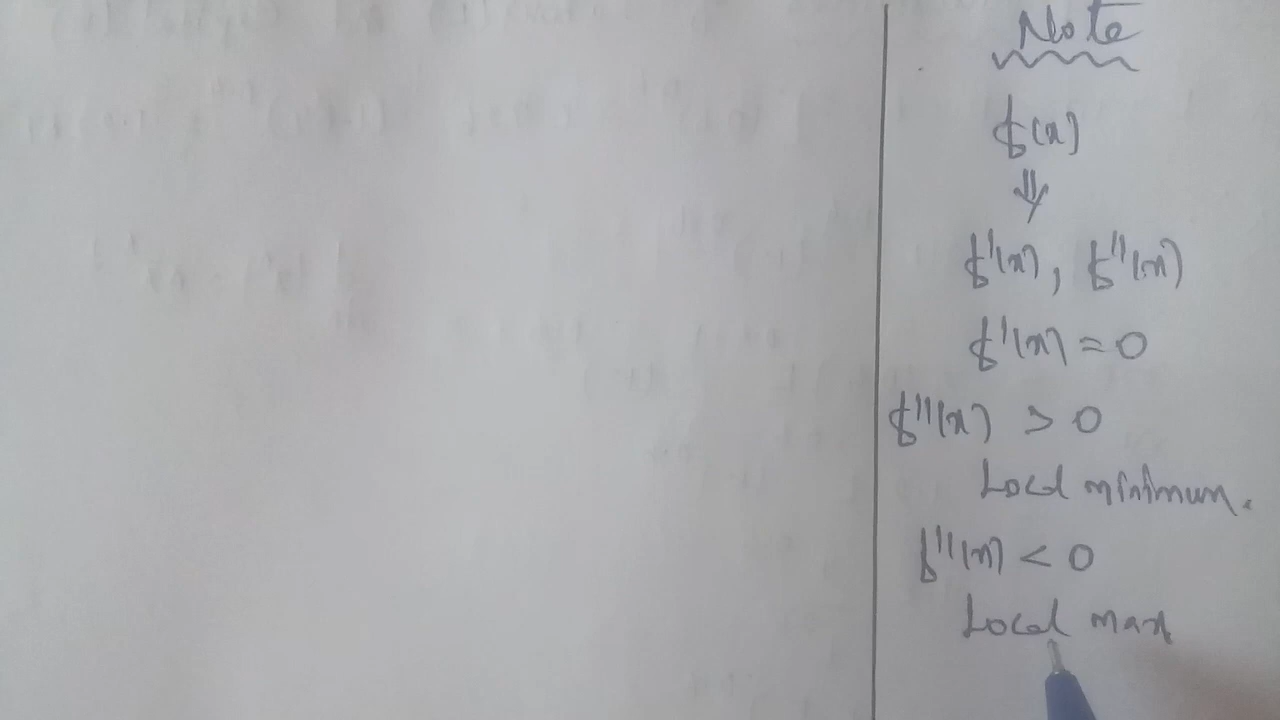 Note
f(x)
⇓
f'(x), f''(x)
f'(x) = 0
f''(x) > 0
Local minimum.
f''(x) < 0
Local max